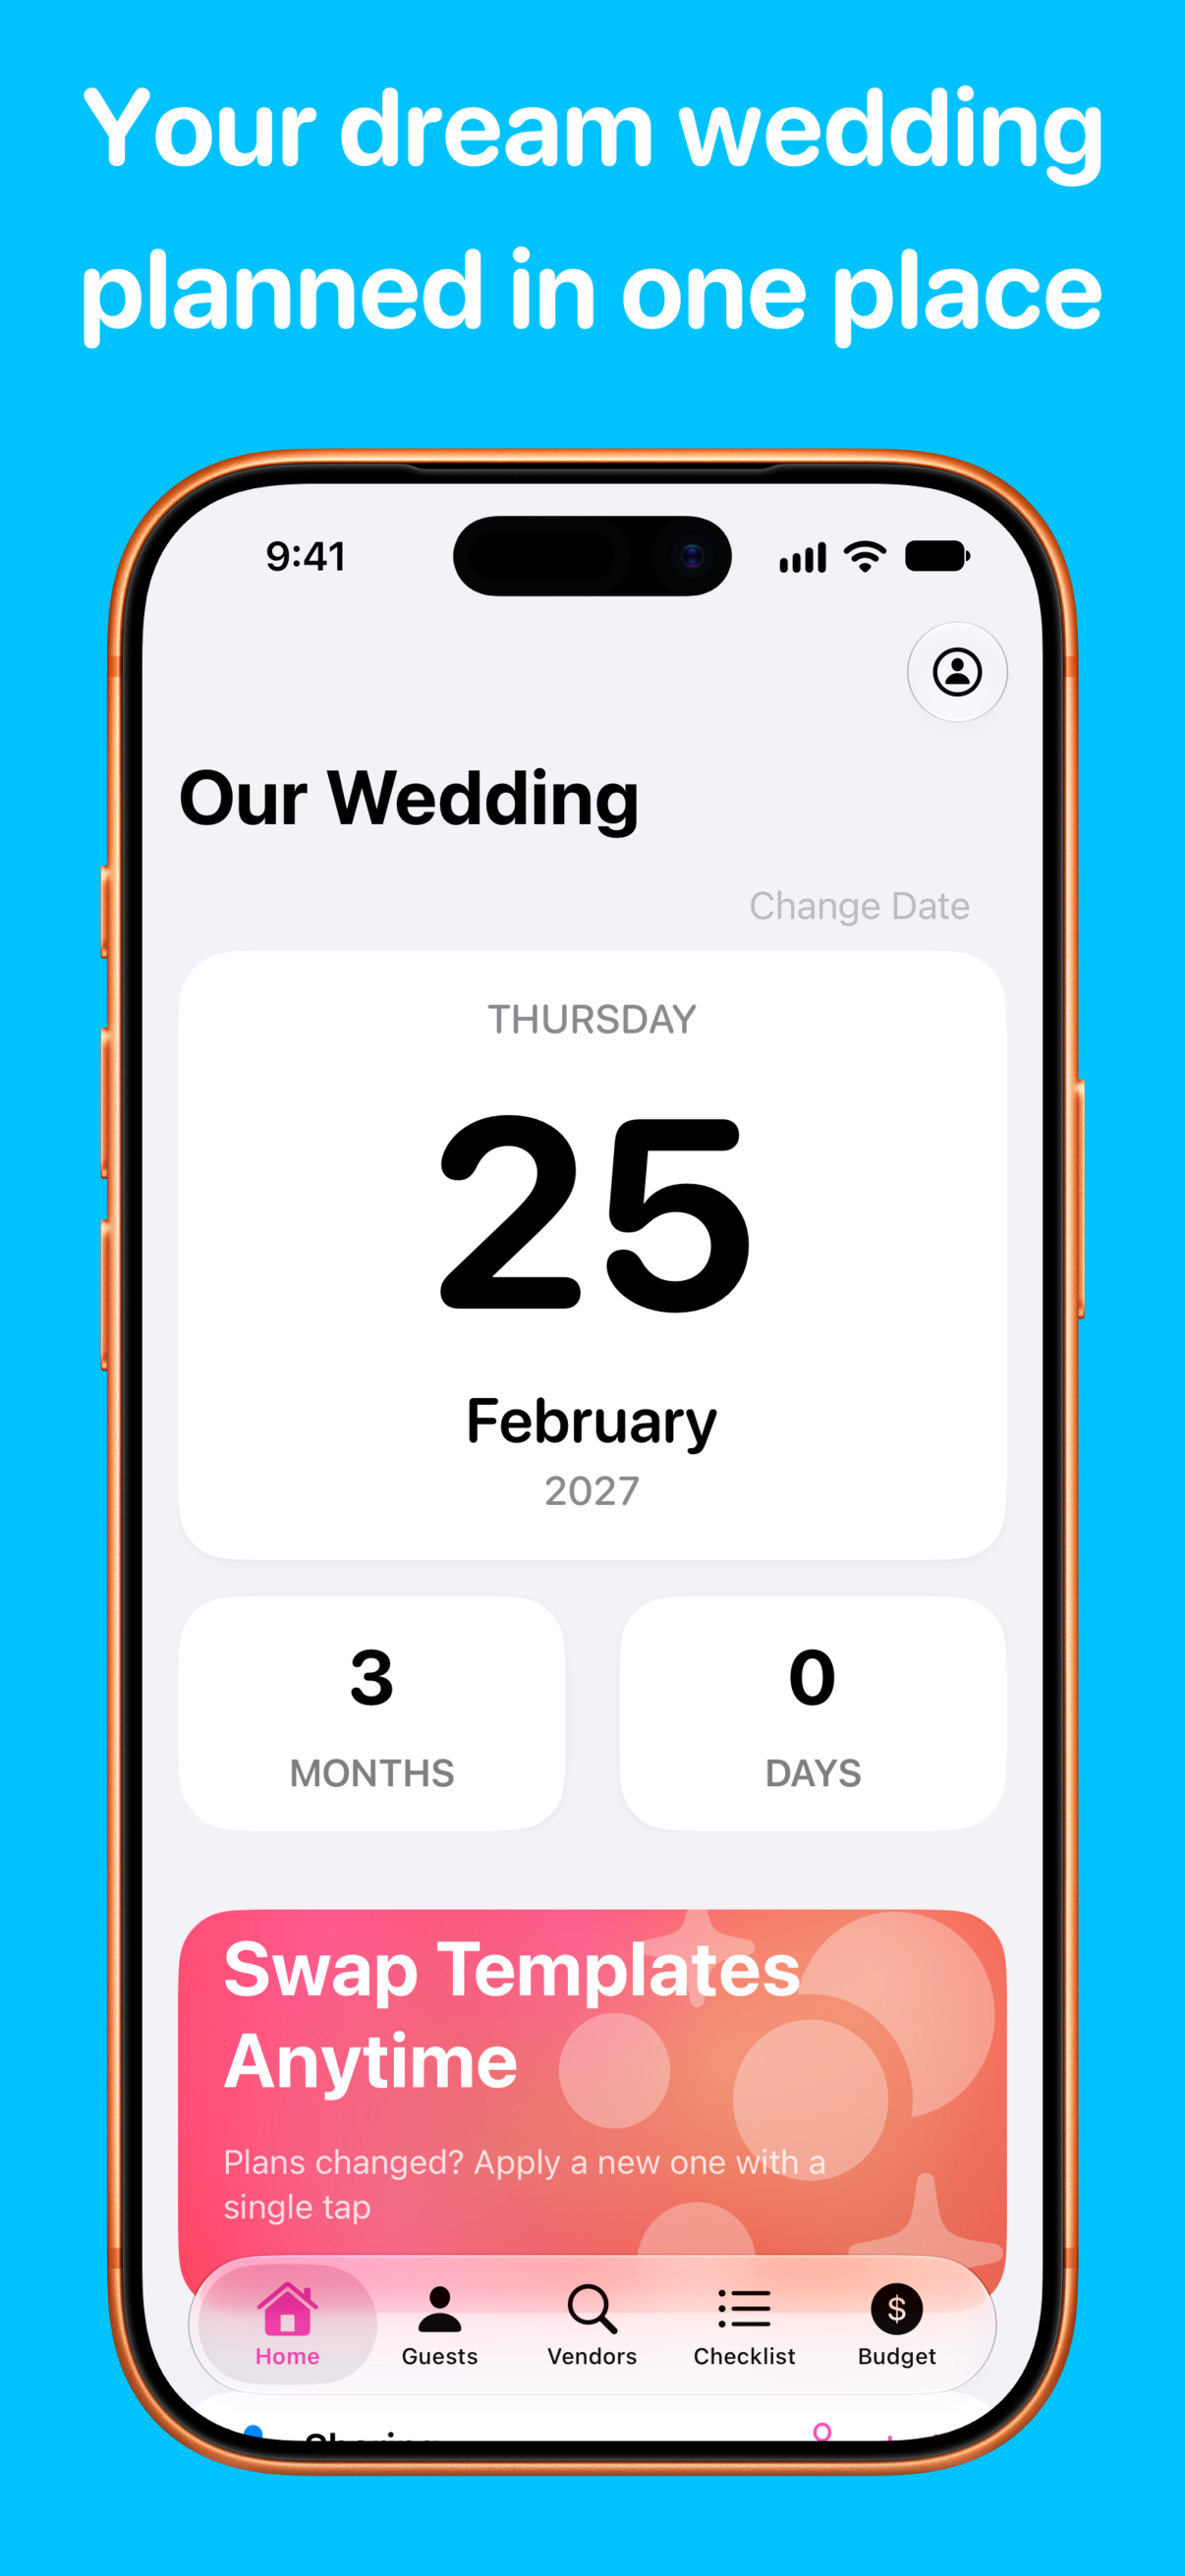 Your dream wedding
planned in one place
9:41
Our Wedding
Change Date
THURSDAY
25
February
2027
3
MONTHS
0
DAYS
Swap Templates
Anytime
Plans changed? Apply a new one with a
single tap
Home
Guests
Vendors
Checklist
Budget